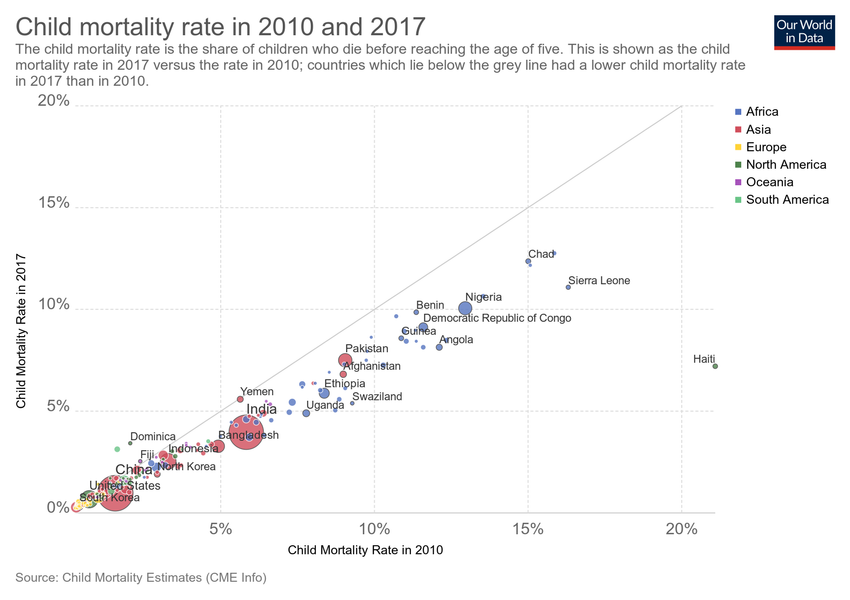 Child mortality rate in 2010 and 2017
Our World
in Data
The child mortality rate is the share of children who die before reaching the age of five. This is shown as the child
mortality rate in 2017 versus the rate in 2010; countries which lie below the grey line had a lower child mortality rate
in 2017 than in 2010.
20%
Africa
Asia
Europe
North America
Oceania
South America
15%
Chad
Sierra Leone
10%
Nigeria
Benin
Democratic Republic of Congo
Guinea
Angola
Pakistan
Haiti
Afghanistan
Ethiopia
Yemen
Swaziland
Uganda
5%
India
Bangladesh
Dominica
Indonesia
Fiji
North Korea
China
United States
South Korea
0%
5%
10%
15%
20%
Child Mortality Rate in 2017
Child Mortality Rate in 2010
Source: Child Mortality Estimates (CME Info)